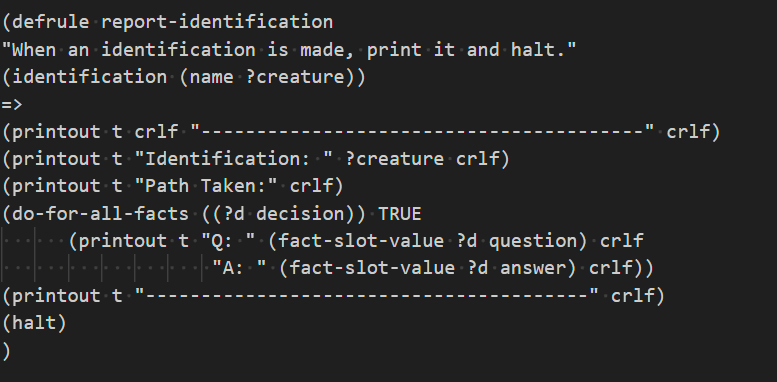 (defrule report-identification
"When an identification is made, print it and halt."
(identification (name ?creature))
=>
(printout t crlf "----------------------------------------" crlf)
(printout t "Identification: " ?creature crlf)
(printout t "Path Taken:" crlf)
(do-for-all-facts ((?d decision)) TRUE
      (printout t "Q: " (fact-slot-value ?d question) crlf
                   "A: " (fact-slot-value ?d answer) crlf))
(printout t "----------------------------------------" crlf)
(halt)
)